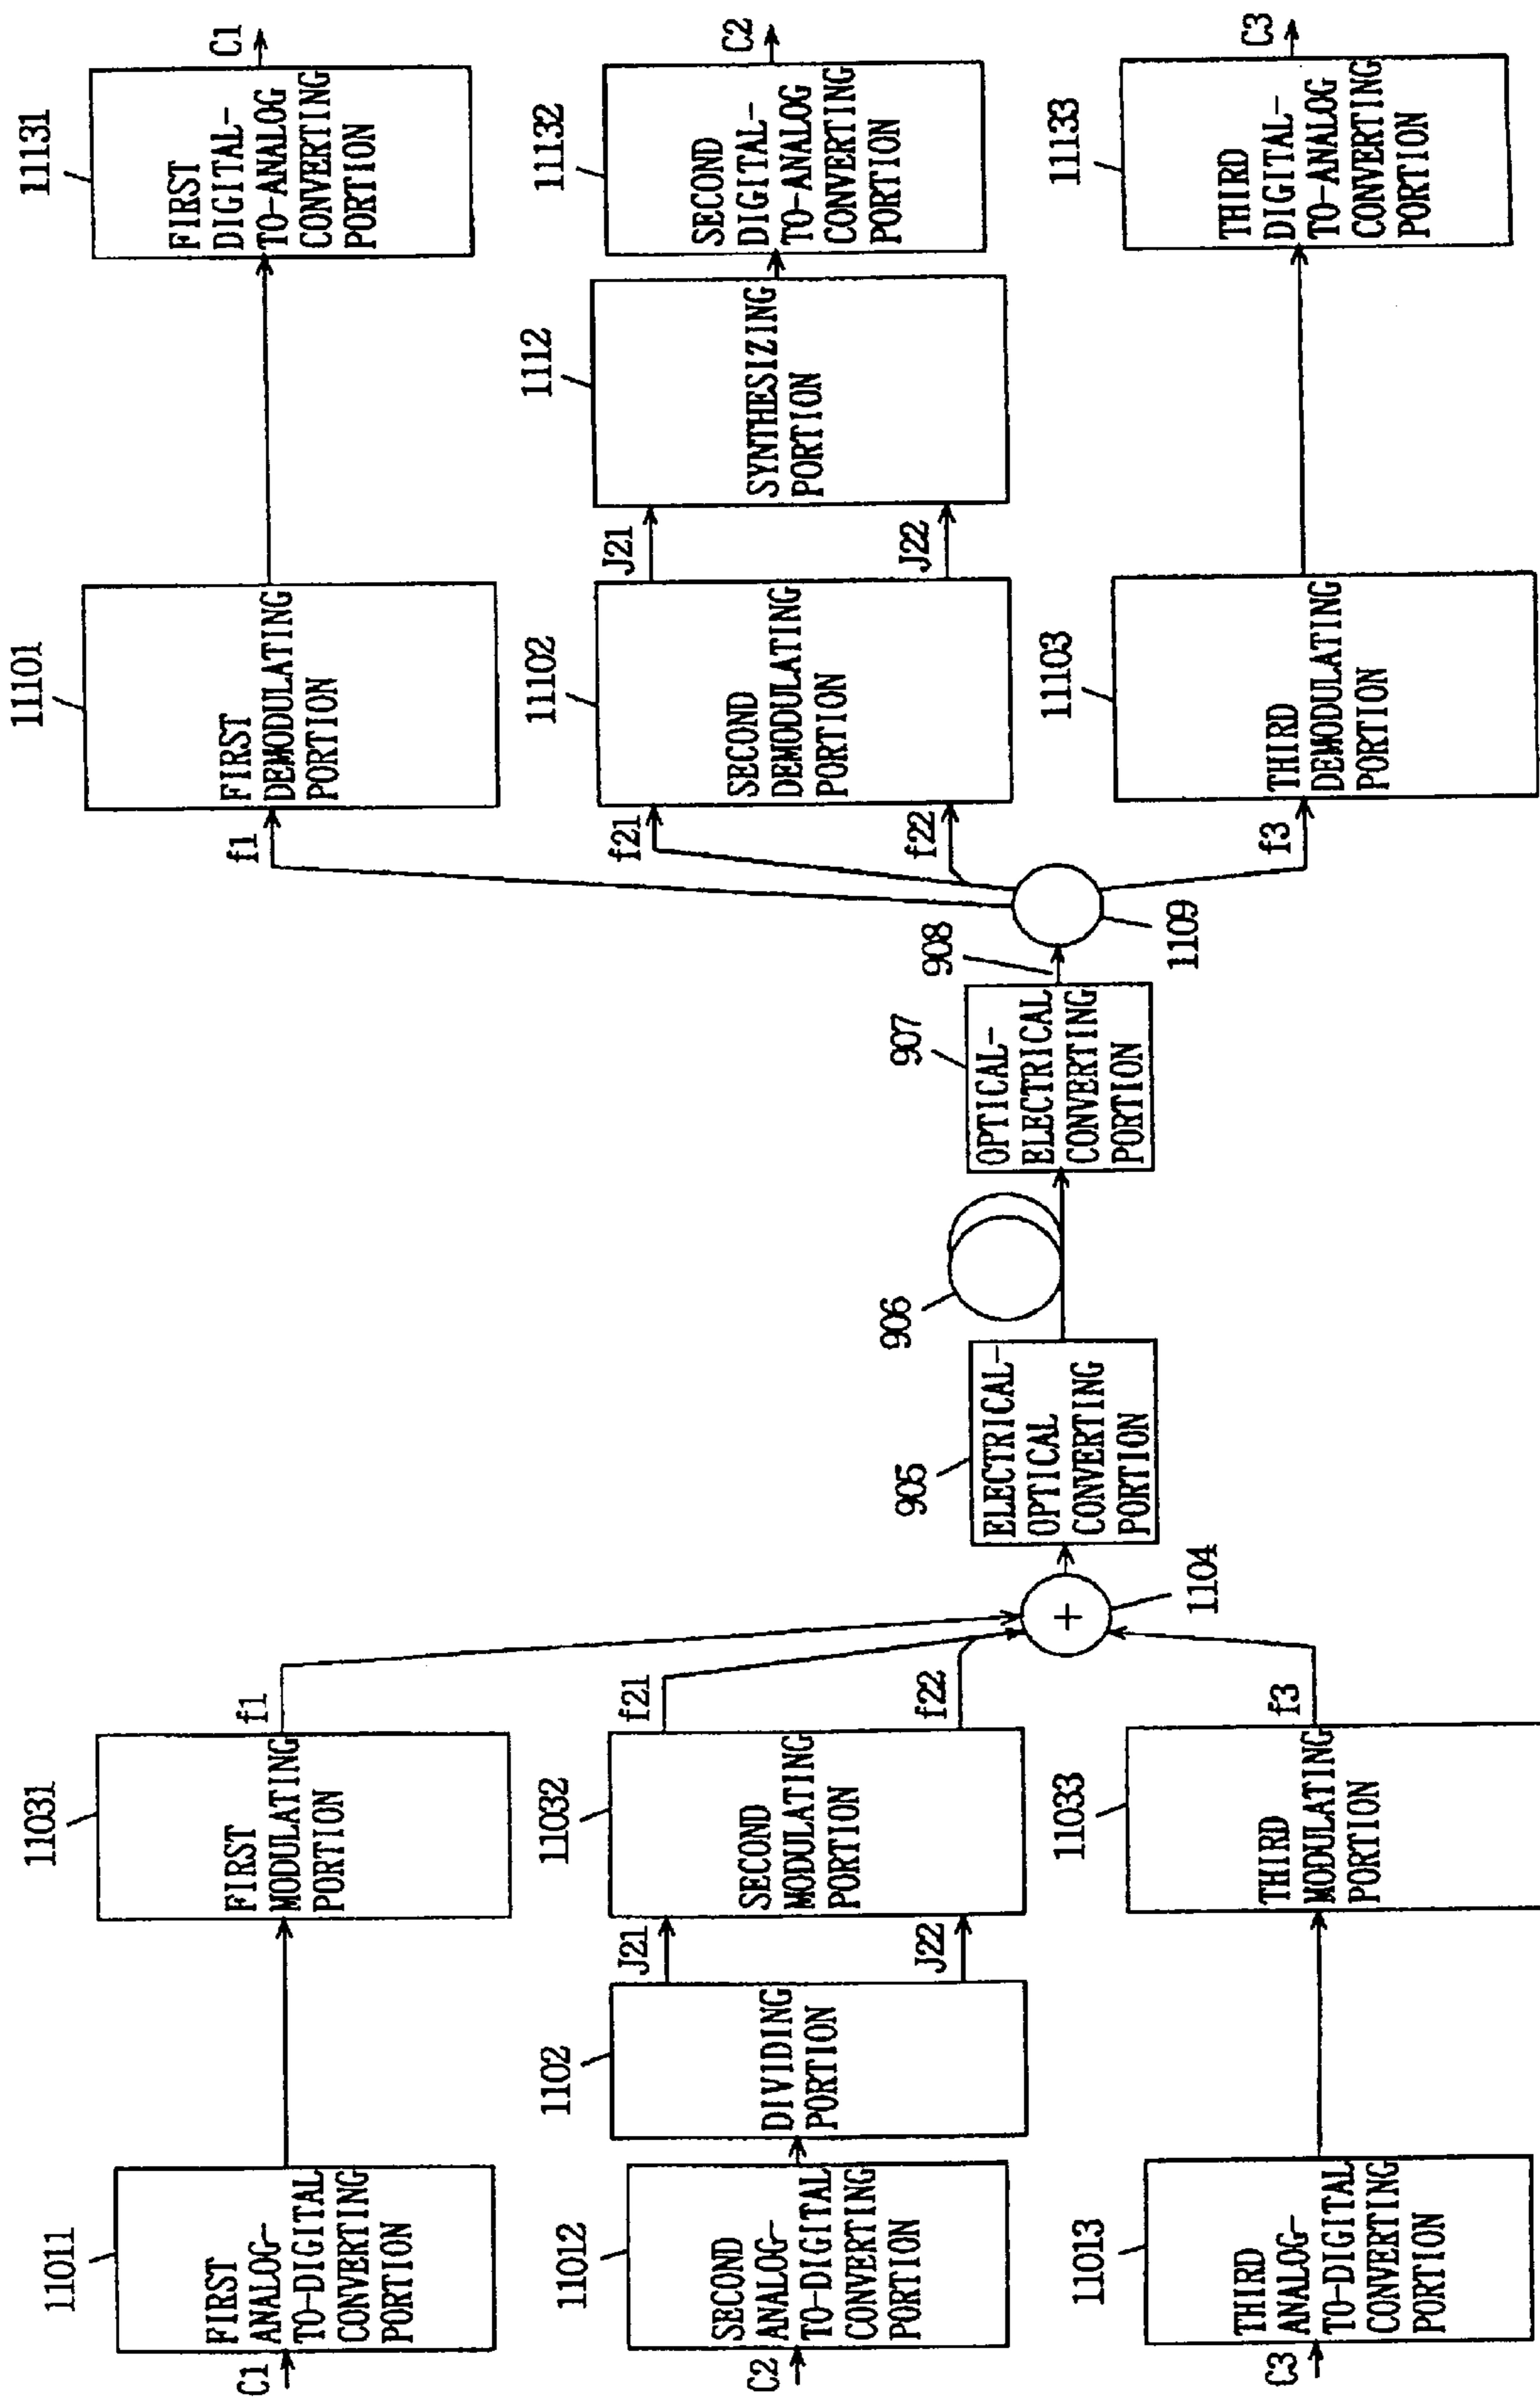 C1
11011
FIRST
ANALOG-
TO-DIGITAL
CONVERTING
PORTION
11031
FIRST
MODULATING
PORTION
f1
C2
11012
SECOND
ANALOG-
TO-DIGITAL
CONVERTING
PORTION
1102
DIVIDING
PORTION
J21
J22
11032
SECOND
MODULATING
PORTION
f21
f22
C3
11013
THIRD
ANALOG-
TO-DIGITAL
CONVERTING
PORTION
11033
THIRD
MODULATING
PORTION
f3
+
1104
905
ELECTRICAL-
OPTICAL
CONVERTING
PORTION
906
907
OPTICAL-
ELECTRICAL
CONVERTING
PORTION
908
1109
f1
11101
FIRST
DEMODULATING
PORTION
11131
FIRST
DIGITAL-
TO-ANALOG
CONVERTING
PORTION
C1
f21
f22
11102
SECOND
DEMODULATING
PORTION
J21
J22
1112
SYNTHESIZING
PORTION
11132
SECOND
DIGITAL-
TO-ANALOG
CONVERTING
PORTION
C2
f3
11103
THIRD
DEMODULATING
PORTION
11133
THIRD
DIGITAL-
TO-ANALOG
CONVERTING
PORTION
C3